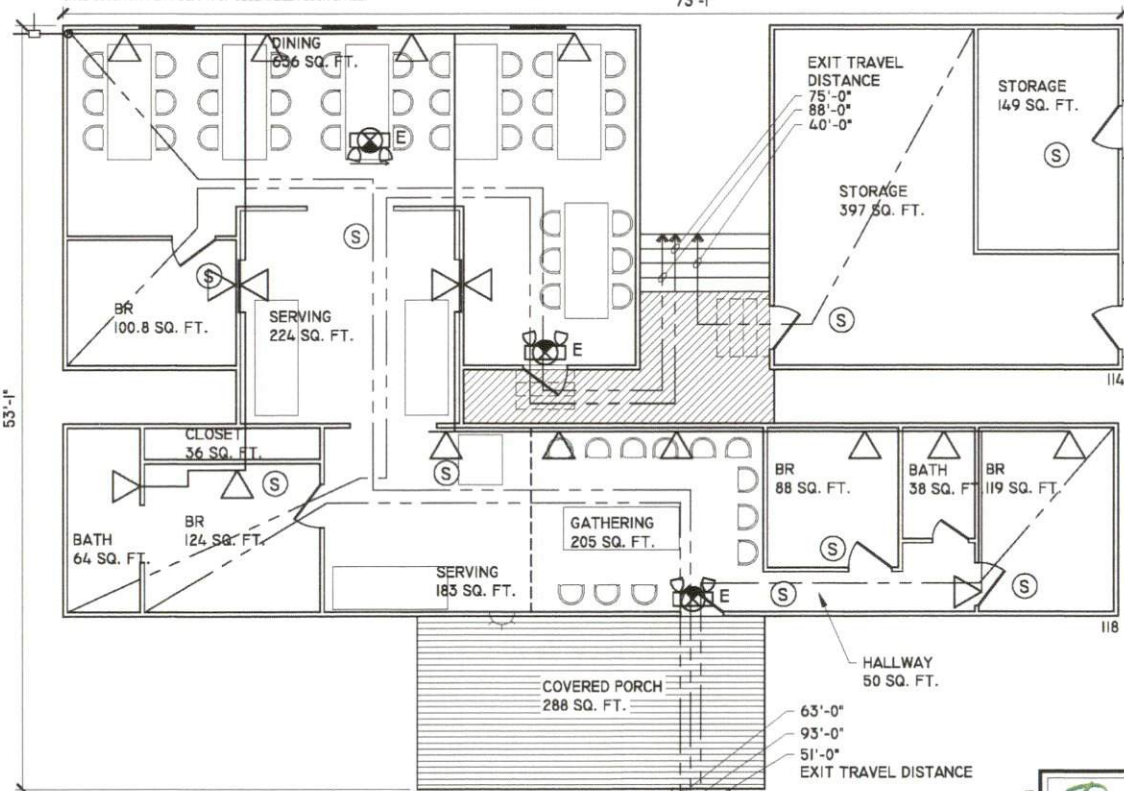 73'-1"
DINING
636 SQ. FT.
E
EXIT TRAVEL
DISTANCE
75'-0"
88'-0"
40'-0"
STORAGE
149 SQ. FT.
S
STORAGE
397 SQ. FT.
S
S
BR
100.8 SQ. FT.
SERVING
224 SQ. FT.
S
E
114
53'-1"
CLOSET
36 SQ. FT.
S
S
BR
88 SQ. FT.
BATH
38 SQ. FT.
BR
119 SQ. FT.
BATH
64 SQ. FT.
BR
124 SQ. FT.
GATHERING
205 SQ. FT.
S
SERVING
183 SQ. FT.
E
S
S
118
HALLWAY
50 SQ. FT.
COVERED PORCH
288 SQ. FT.
63'-0"
93'-0"
51'-0"
EXIT TRAVEL DISTANCE